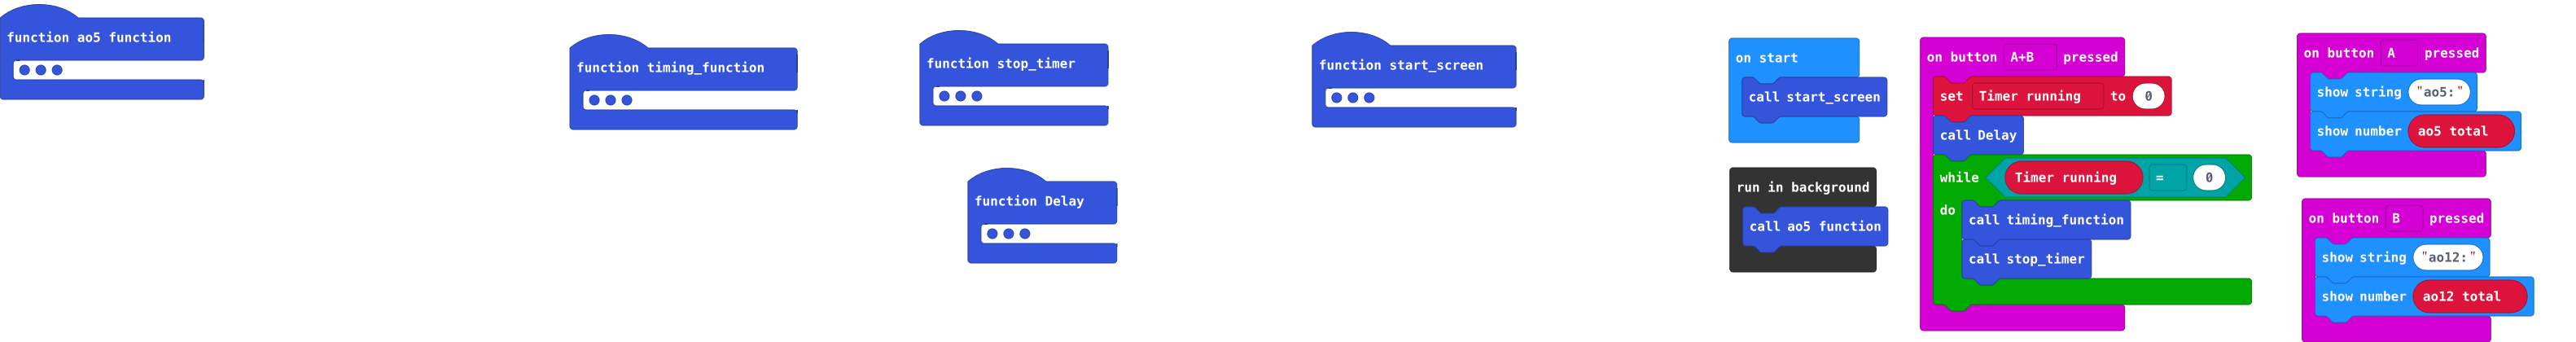 function ao5 function
function timing_function
function stop_timer
function start_screen
function Delay
on start
call start_screen
run in background
call ao5 function
on button A+B pressed
set Timer running to 0
call Delay
while Timer running = 0
do
call timing_function
call stop_timer
on button A pressed
show string "ao5:"
show number ao5 total
on button B pressed
show string "ao12:"
show number ao12 total